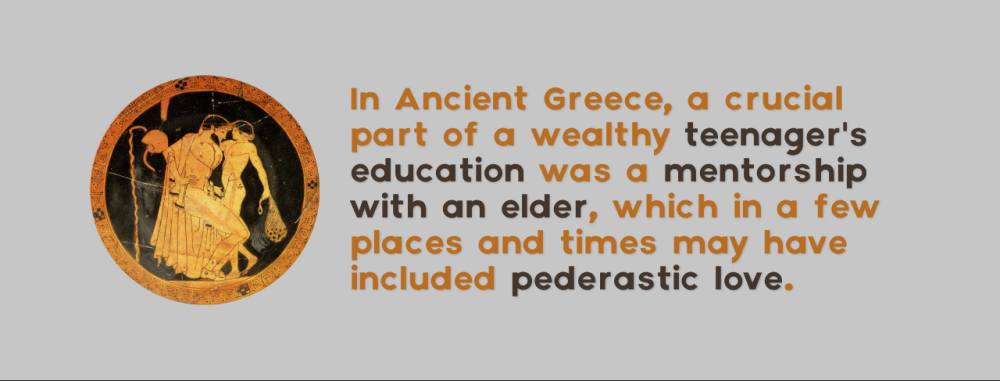 In Ancient Greece, a crucial
part of a wealthy teenager's
education was a mentorship
with an elder, which in a few
places and times may have
included pederastic love.